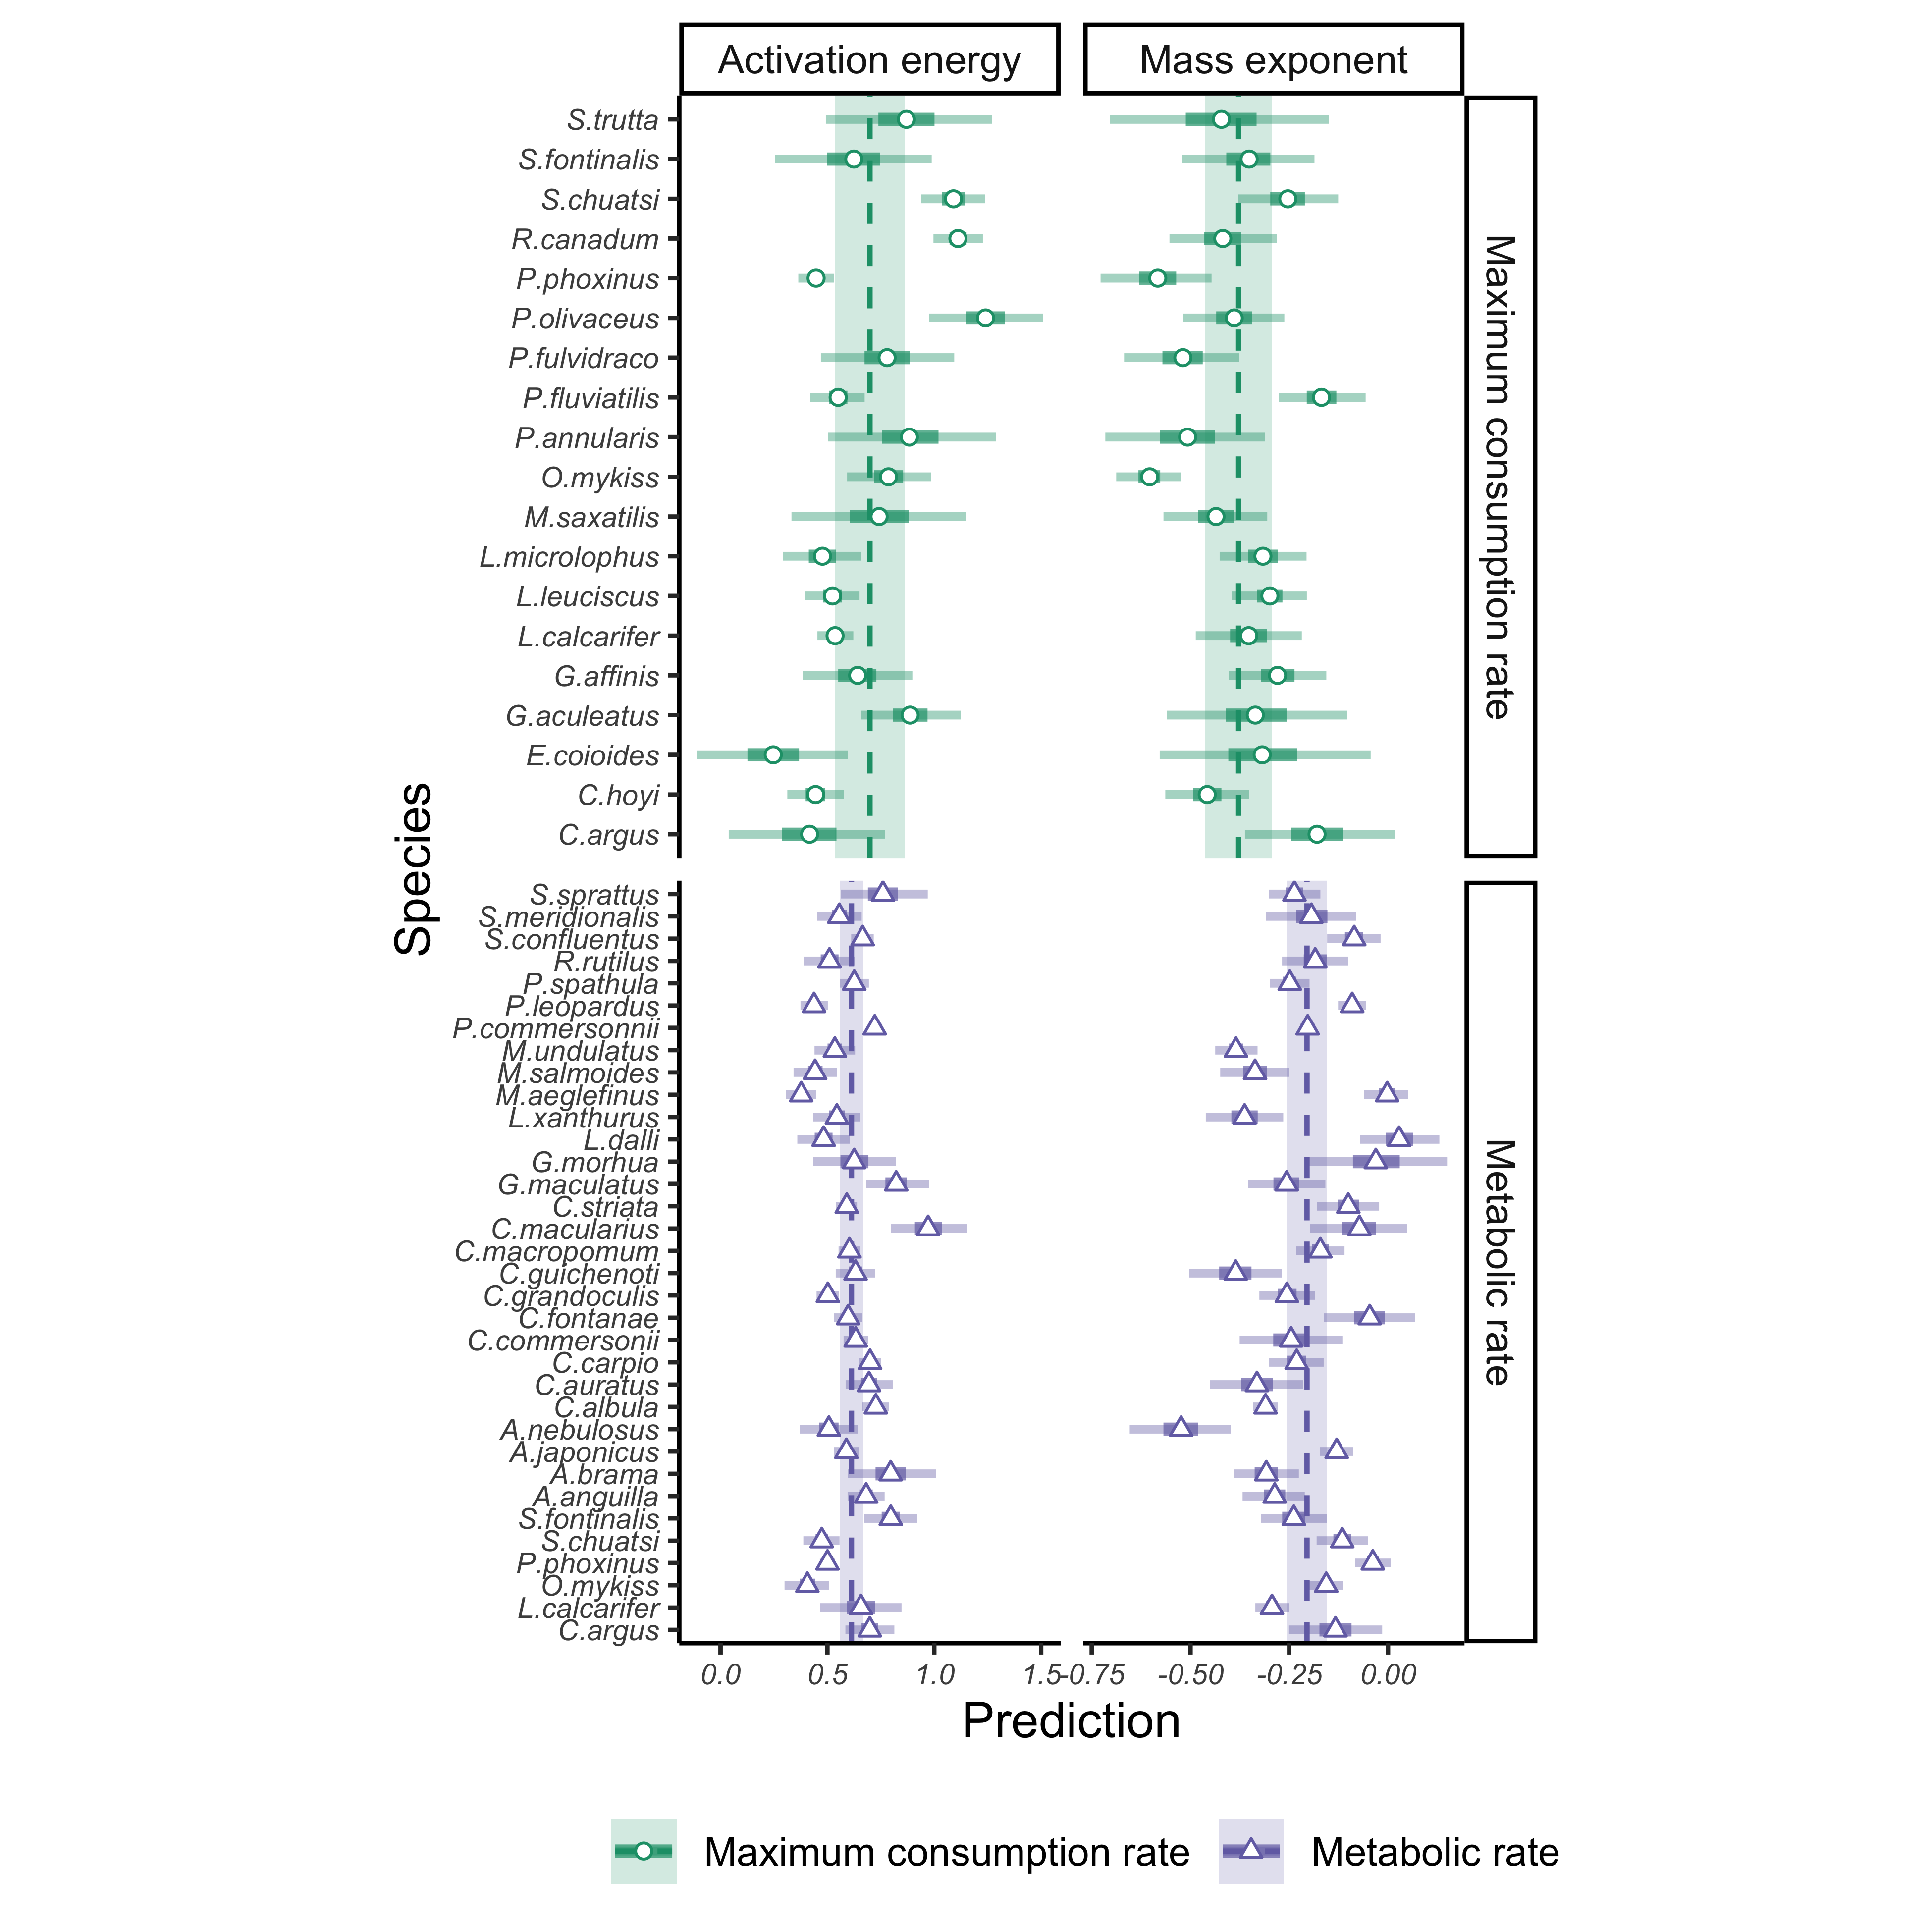 Activation energy
Mass exponent
S.trutta
S.fontinalis
S.chuatsi
R.canadum
P.phoxinus
P.olivaceus
P.fulvidraco
P.fluviatilis
P.annularis
O.mykiss
M.saxatilis
L.microlophus
L.leuciscus
L.calcarifer
G.affinis
G.aculeatus
E.coioides
C.hoyi
C.argus
Maximum consumption rate
Species
S.sprattus
S.meridionalis
S.confluentus
R.rutilus
P.spathula
P.leopardus
P.commersonnii
M.undulatus
M.salmoides
M.aeglefinus
L.xanthurus
L.dalli
G.morhua
G.maculatus
C.striata
C.macularius
C.macropomum
C.guichenoti
C.grandoculis
C.fontanae
C.commersonii
C.carpio
C.auratus
C.albula
A.nebulosus
A.japonicus
A.brama
A.anguilla
S.fontinalis
S.chuatsi
P.phoxinus
O.mykiss
L.calcarifer
C.argus
Metabolic rate
0.0 0.5 1.0 1.5 -0.75 -0.50 -0.25 0.00
Prediction
Maximum consumption rate
Metabolic rate